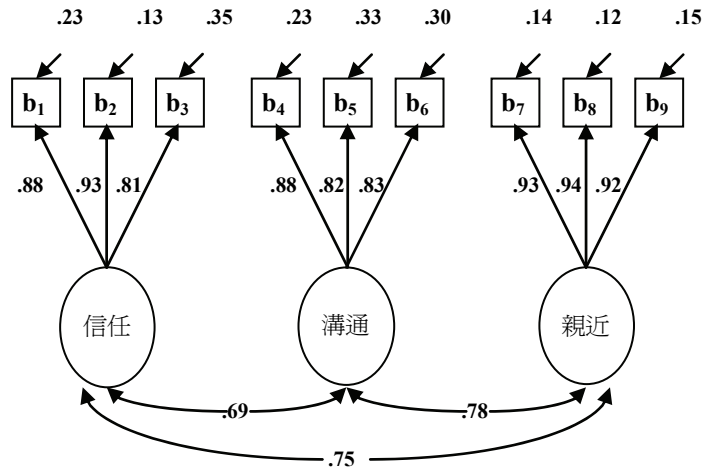 .23 .13 .35 .23 .33 .30 .14 .12 .15
b₁ b₂ b₃ b₄ b₅ b₆ b₇ b₈ b₉
.88 .93 .81 .88 .82 .83 .93 .94 .92
信任 溝通 親近
.69 .78
.75